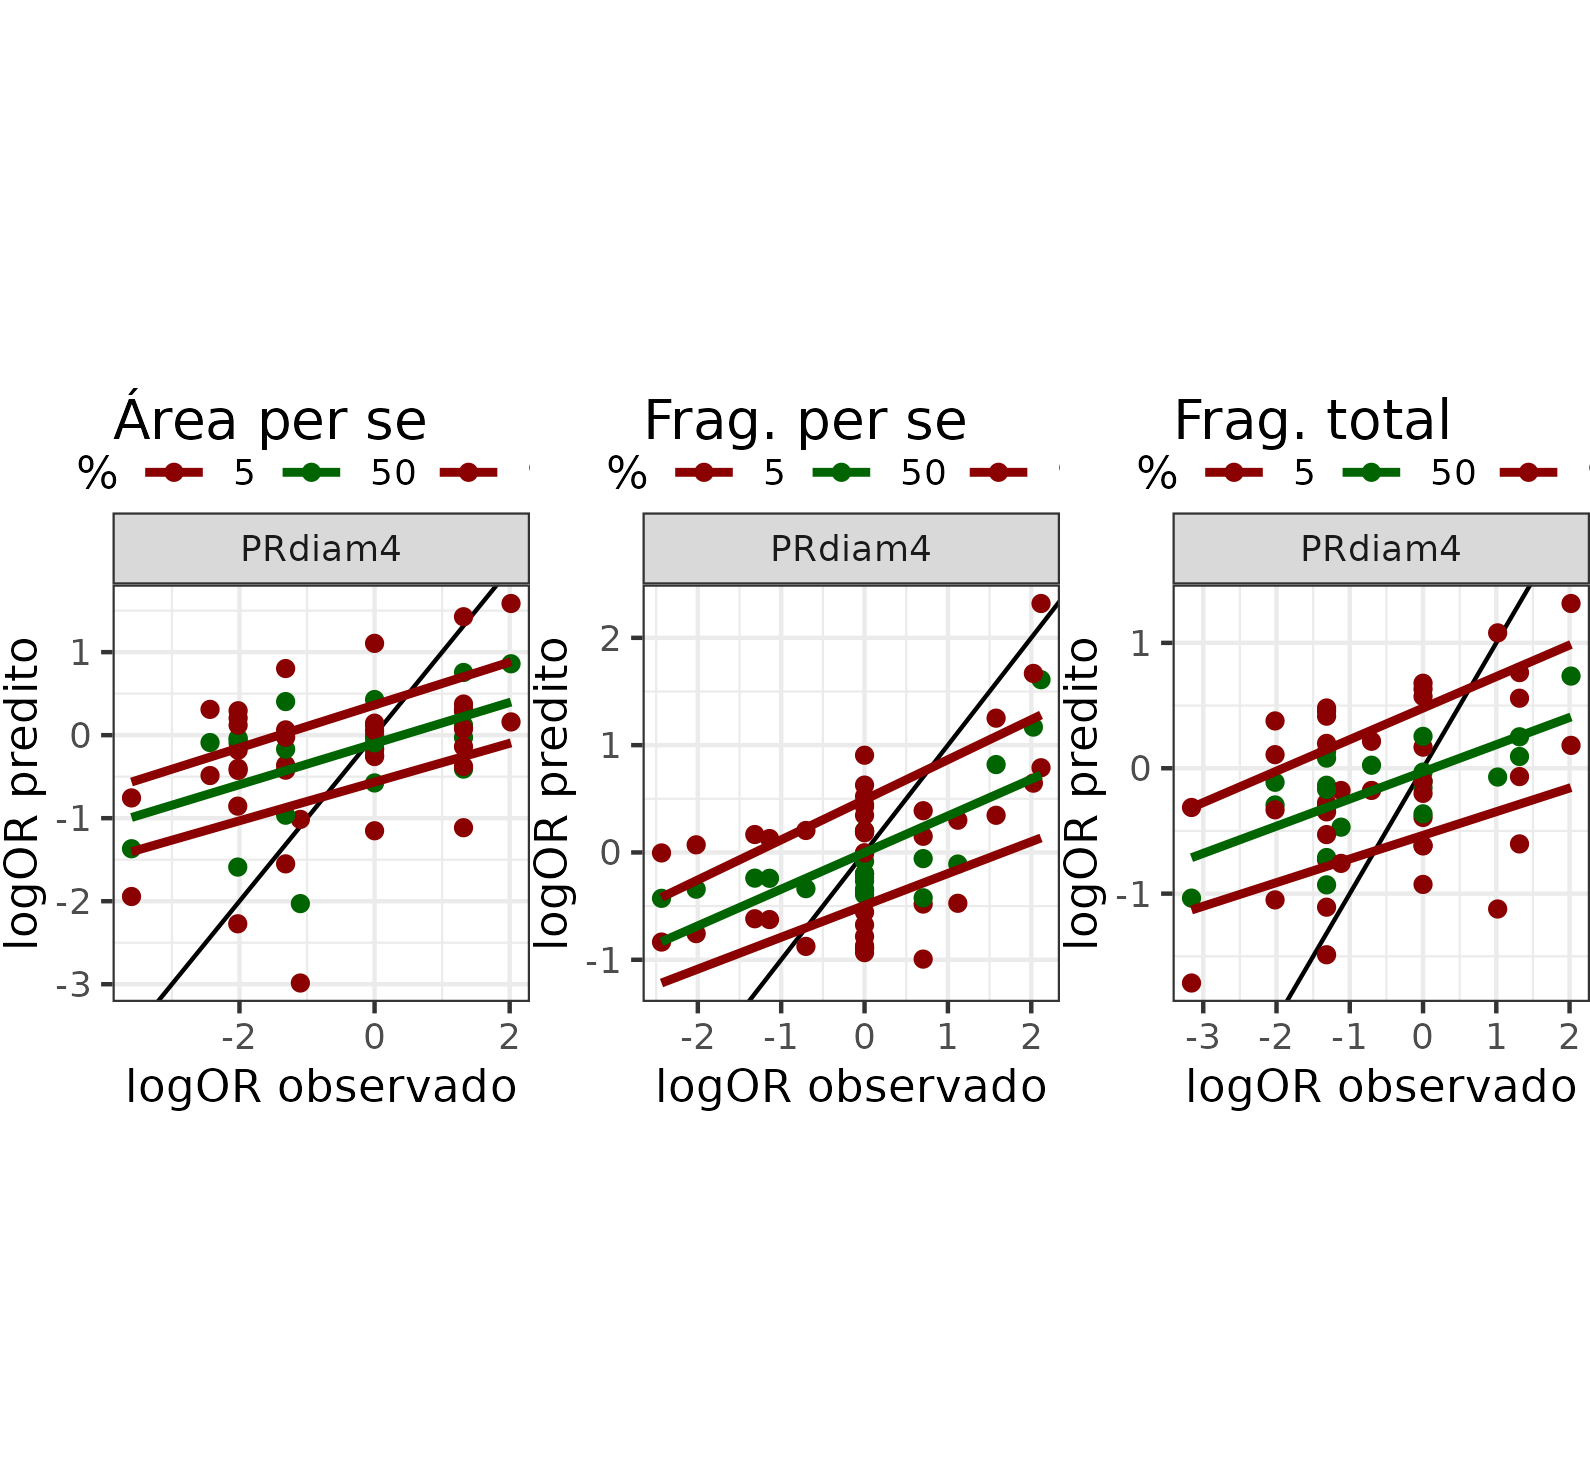 Área per se
% 5 50
PRdiam4
1
0
-1
-2
-3
-2 0 2
logOR observado
logOR predito
Frag. per se
% 5 50
PRdiam4
2
1
0
-1
-2 -1 0 1 2
logOR observado
logOR predito
Frag. total
% 5 50
PRdiam4
1
0
-1
-3 -2 -1 0 1 2
logOR observado
logOR predito